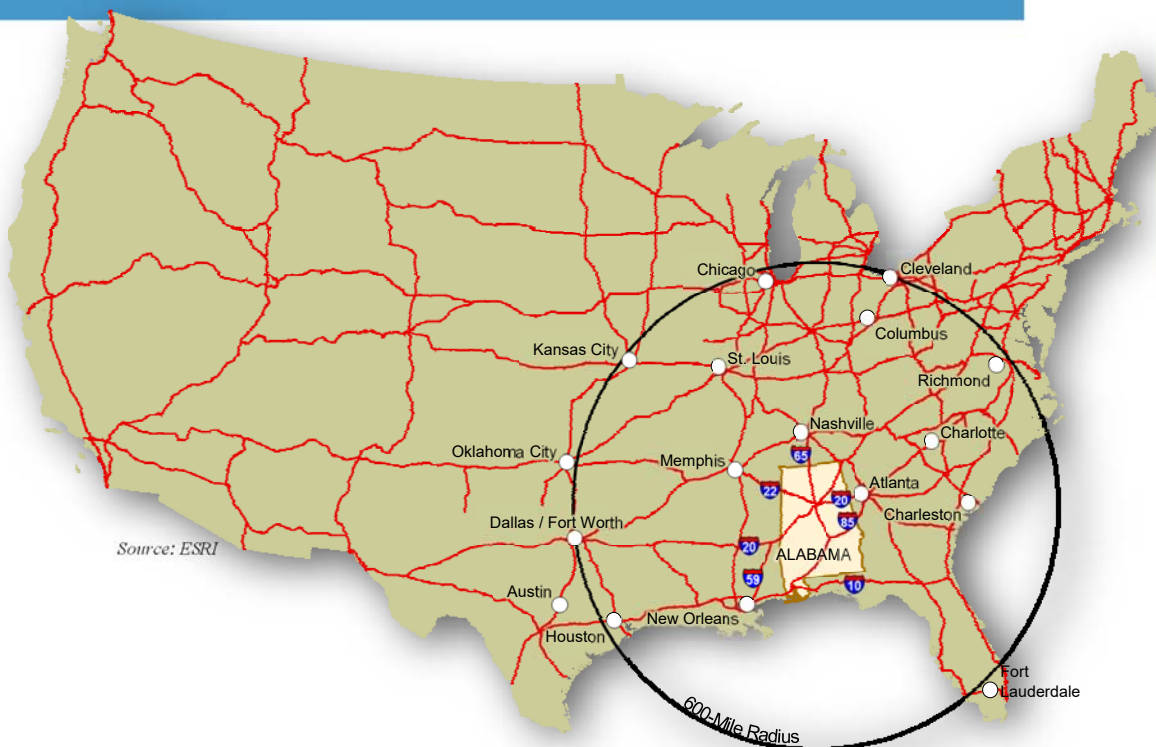 Chicago
Cleveland
Columbus
Kansas City
St. Louis
Richmond
Nashville
Charlotte
65
Oklahoma City
Memphis
22
20
Atlanta
85
Charleston
Dallas / Fort Worth
20
ALABAMA
Source: ESRI
59
10
Austin
New Orleans
Houston
Fort
Lauderdale
600-Mile Radius